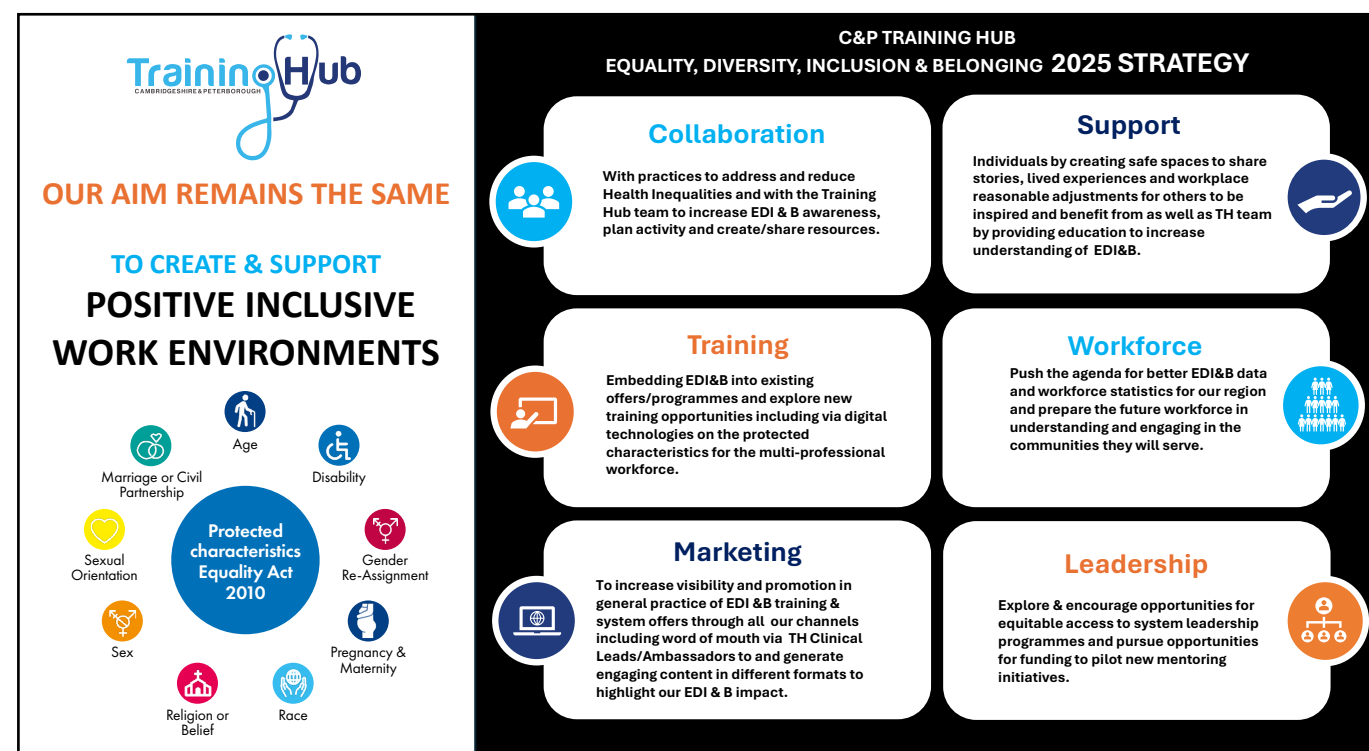 Training Hub
CAMBRIDGESHIRE & PETERBOROUGH
OUR AIM REMAINS THE SAME
TO CREATE & SUPPORT
POSITIVE INCLUSIVE
WORK ENVIRONMENTS
Age
Disability
Gender
Re-Assignment
Pregnancy &
Maternity
Race
Religion or
Belief
Sex
Sexual
Orientation
Marriage or Civil
Partnership
Protected
characteristics
Equality Act
2010
C&P TRAINING HUB
EQUALITY, DIVERSITY, INCLUSION & BELONGING 2025 STRATEGY
Collaboration
With practices to address and reduce
Health Inequalities and with the Training
Hub team to increase EDI & B awareness,
plan activity and create/share resources.
Support
Individuals by creating safe spaces to share
stories, lived experiences and workplace
reasonable adjustments for others to be
inspired and benefit from as well as TH team
by providing education to increase
understanding of EDI&B.
Training
Embedding EDI&B into existing
offers/programmes and explore new
training opportunities including via digital
technologies on the protected
characteristics for the multi-professional
workforce.
Workforce
Push the agenda for better EDI&B data
and workforce statistics for our region
and prepare the future workforce in
understanding and engaging in the
communities they will serve.
Marketing
To increase visibility and promotion in
general practice of EDI &B training &
system offers through all our channels
including word of mouth via TH Clinical
Leads/Ambassadors to and generate
engaging content in different formats to
highlight our EDI & B impact.
Leadership
Explore & encourage opportunities for
equitable access to system leadership
programmes and pursue opportunities
for funding to pilot new mentoring
initiatives.